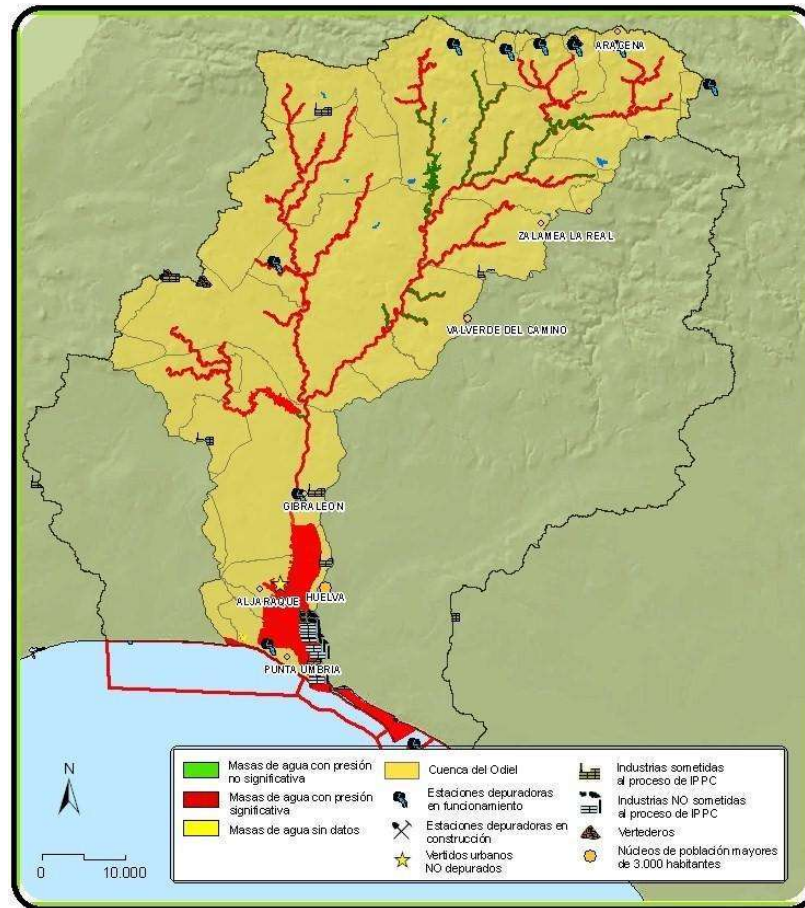 ARACENA
ZALAMEA LA REAL
VALVERDE DEL CAMINO
GIBRALEON
ALJARAQUE
HUELVA
PUNTA UMBRIA
N
0 10.000
Masas de agua con presión
no significativa
Masas de agua con presión
significativa
Masas de agua sin datos
Cuenca del Odiel
Estaciones depuradoras
en funcionamiento
Estaciones depuradoras en
construcción
Vertidos urbanos
NO depurados
Industrias sometidas
al proceso de IPPC
Industrias NO sometidas
al proceso de IPPC
Vertederos
Núcleos de población mayores
de 3.000 habitantes